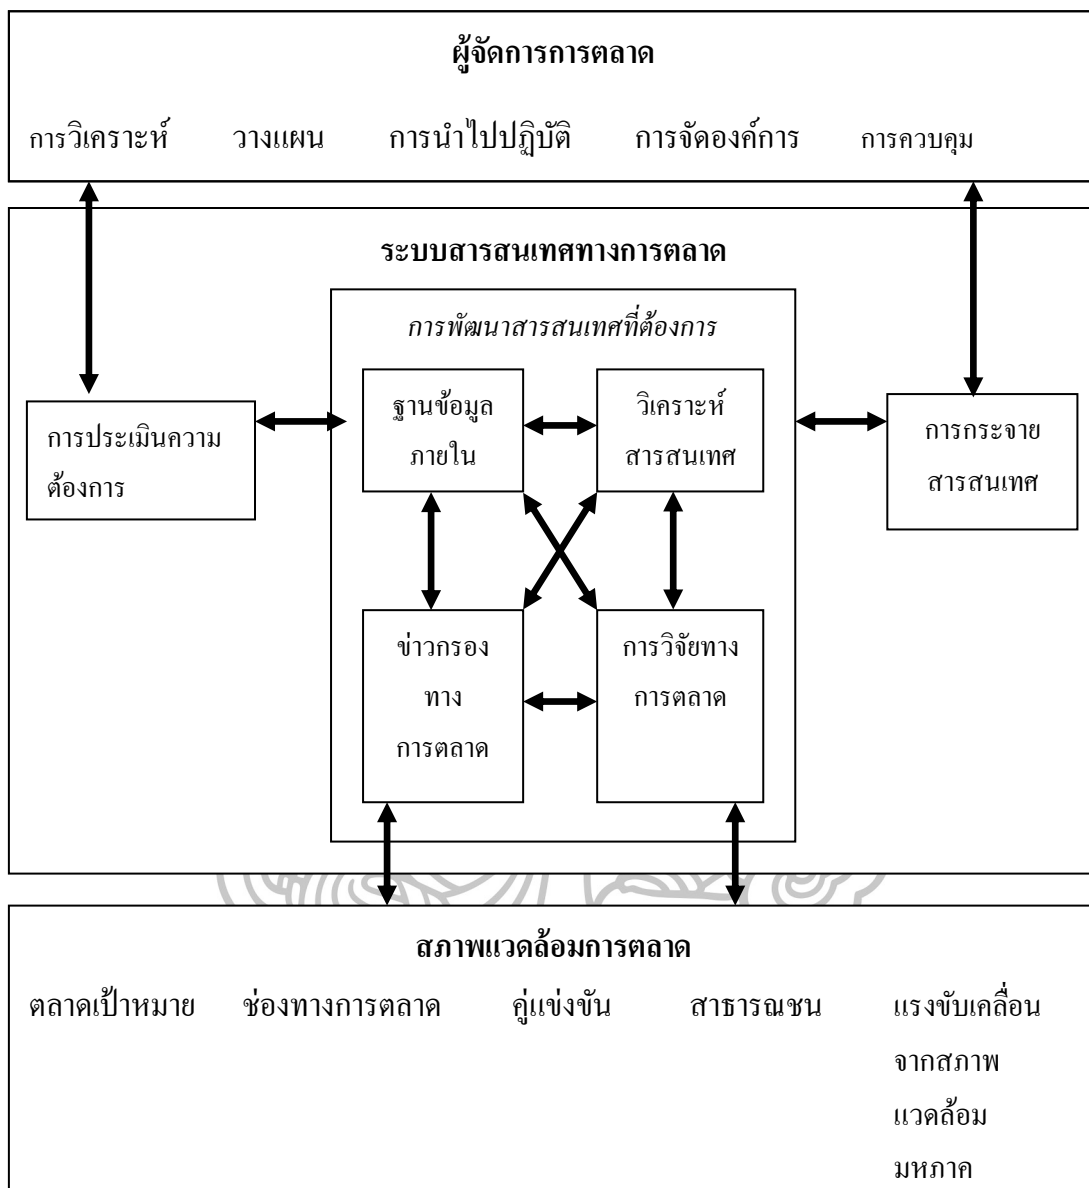 ผู้จัดการการตลาด
การวิเคราะห์ วางแผน การนำไปปฏิบัติ การจัดองค์การ การควบคุม
ระบบสารสนเทศทางการตลาด
การพัฒนาสารสนเทศที่ต้องการ
การประเมินความ
ต้องการ
ฐานข้อมูล
ภายใน
วิเคราะห์
สารสนเทศ
การกระจาย
สารสนเทศ
ข่าวกรอง
ทาง
การตลาด
การวิจัยทาง
การตลาด
สภาพแวดล้อมการตลาด
ตลาดเป้าหมาย ช่องทางการตลาด คู่แข่งขัน สาธารณชน แรงขับเคลื่อน
จากสภาพ
แวดล้อม
มหภาค